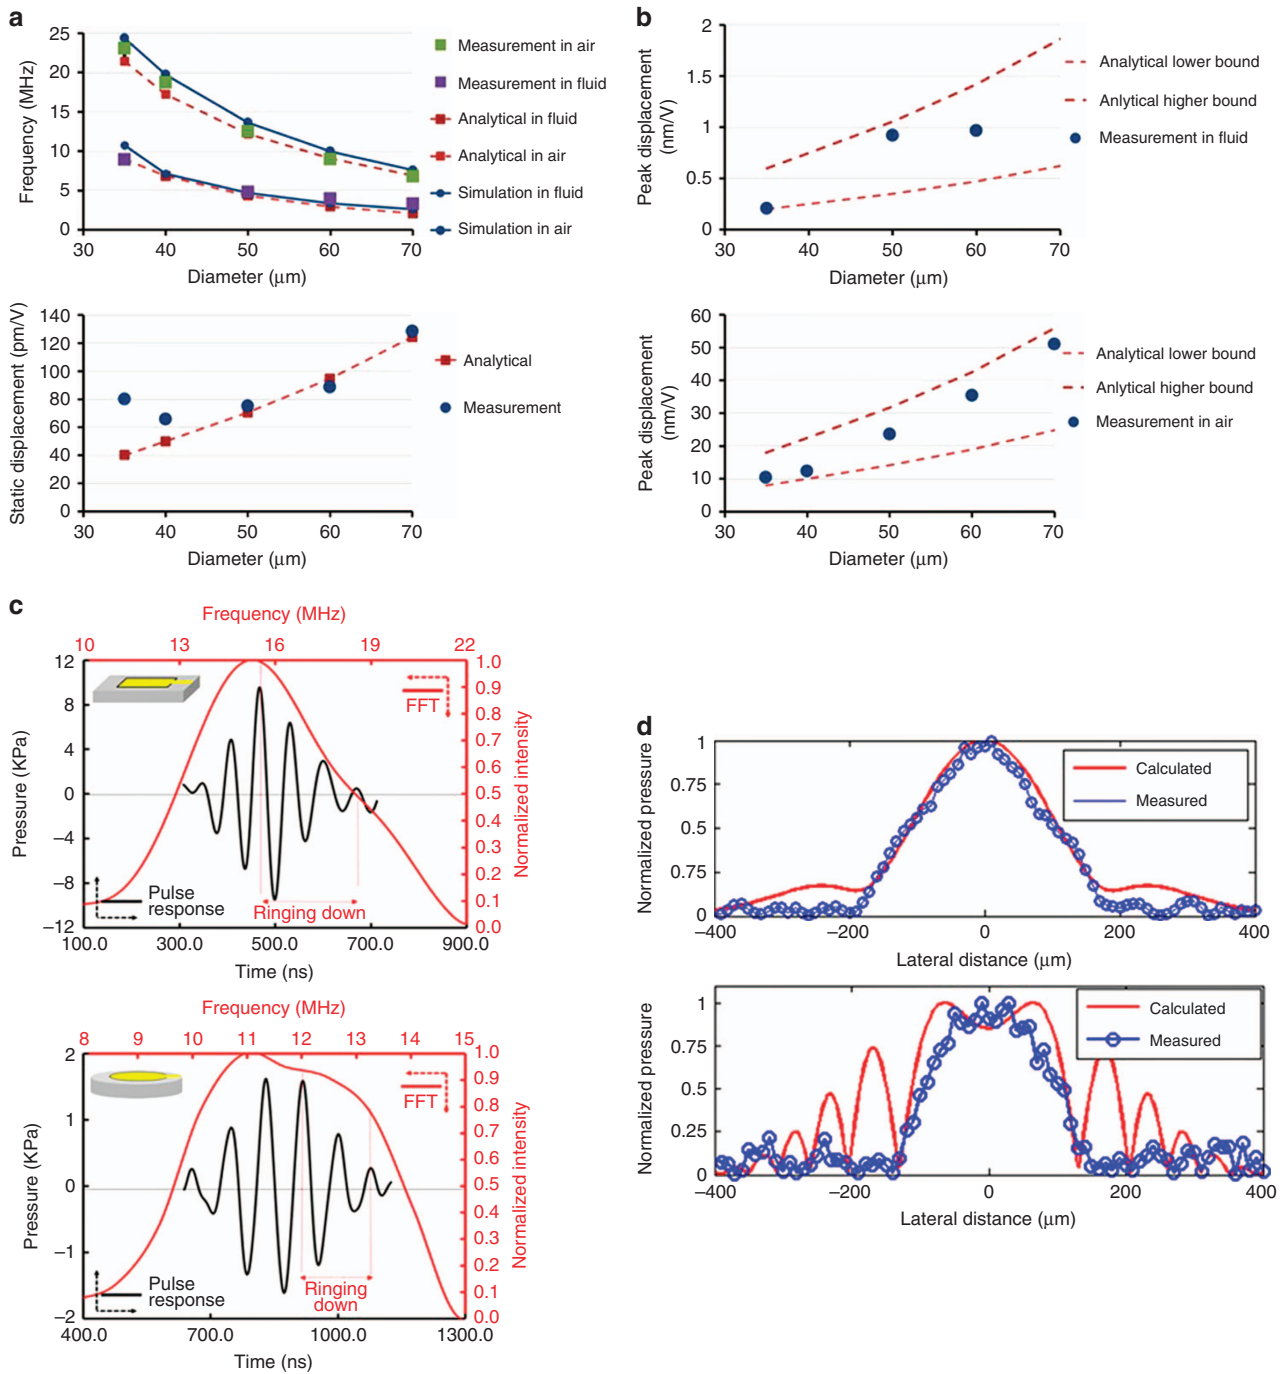 a
25
20
15
10
5
0
30 40 50 60 70
Frequency (MHz)
Diameter (μm)
Measurement in air
Measurement in fluid
Analytical in fluid
Analytical in air
Simulation in fluid
Simulation in air
140
120
100
80
60
40
20
0
30 40 50 60 70
Static displacement (pm/V)
Diameter (μm)
Analytical
Measurement
b
2
1.5
1
0.5
0
30 40 50 60 70
Peak displacement
(nm/V)
Diameter (μm)
Analytical lower bound
Anlytical higher bound
Measurement in fluid
60
50
40
30
20
10
0
30 40 50 60 70
Peak displacement
(nm/V)
Diameter (μm)
Analytical lower bound
Anlytical higher bound
Measurement in air
c
Frequency (MHz)
10 13 16 19 22
12
8
4
0
−4
−8
−12
Pressure (KPa)
1.0
0.9
0.8
0.7
0.6
0.5
0.4
0.3
0.2
0.1
0.0
Normalized intensity
FFT
Pulse
response
Ringing down
100.0 300.0 500.0 700.0 900.0
Time (ns)
Frequency (MHz)
8 9 10 11 12 13 14 15
2
1
0
−1
−2
Pressure (KPa)
1.0
0.9
0.8
0.7
0.6
0.5
0.4
0.3
0.2
0.1
0.0
Normalized intensity
FFT
Pulse
response
Ringing
down
400.0 700.0 1000.0 1300.0
Time (ns)
d
1
0.75
0.5
0.75
0
Normalized pressure
Calculated
Measured
−400 −200 0 200 400
Lateral distance (μm)
1
0.75
0.5
0.25
0
Normalized pressure
Calculated
Measured
−400 −200 0 200 400
Lateral distance (μm)